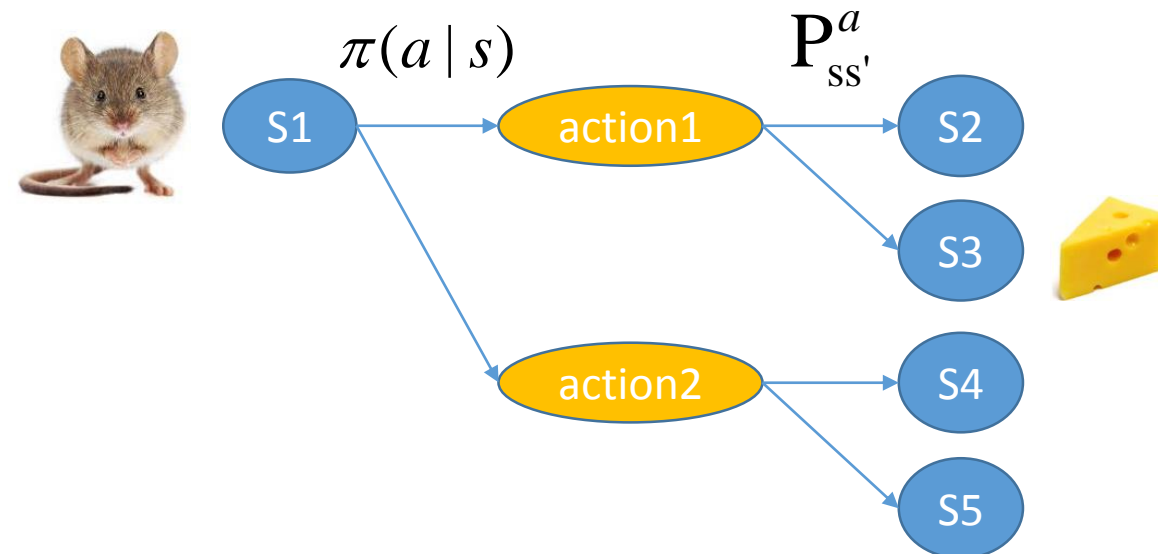 π(a | s)
P^a_ss'
S1
action1
S2
S3
action2
S4
S5